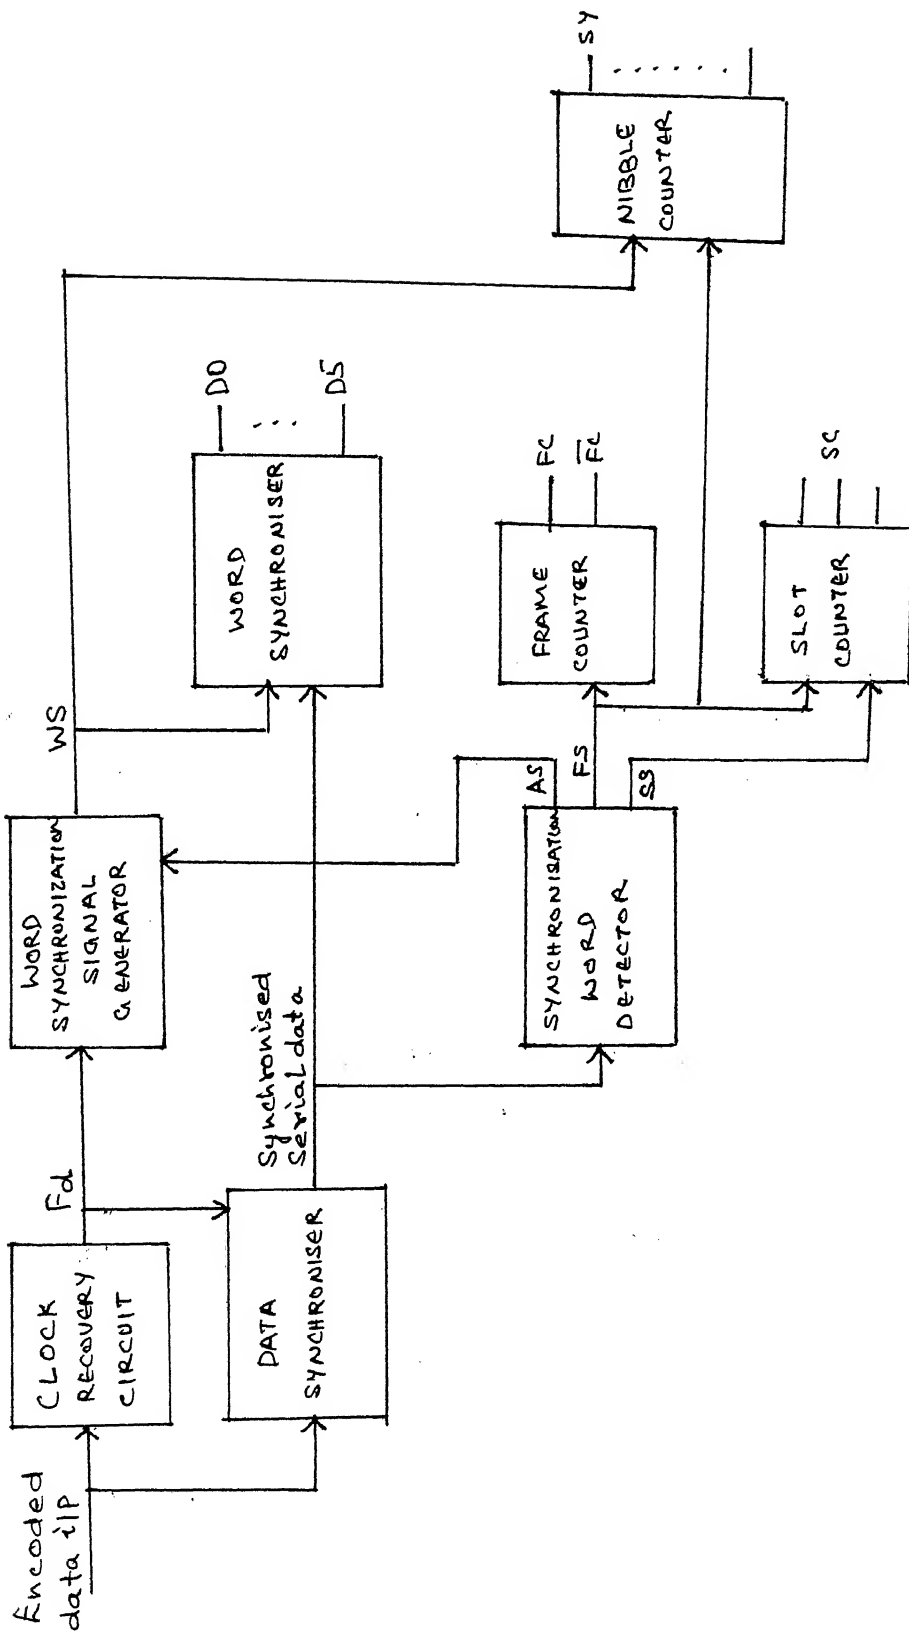 Encoded
data i/p
CLOCK
RECOVERY
CIRCUIT
Fd
WORD
SYNCHRONIZATION
SIGNAL
GENERATOR
WS
DATA
SYNCHRONISER
Synchronised
serial data
WORD
SYNCHRONISER
D0
....
D5
SYNCHRONISATION
WORD
DETECTOR
AS
FS
SS
FRAME
COUNTER
FC
F̅C̅
SLOT
COUNTER
SC
NIBBLE
COUNTER
SY
.......